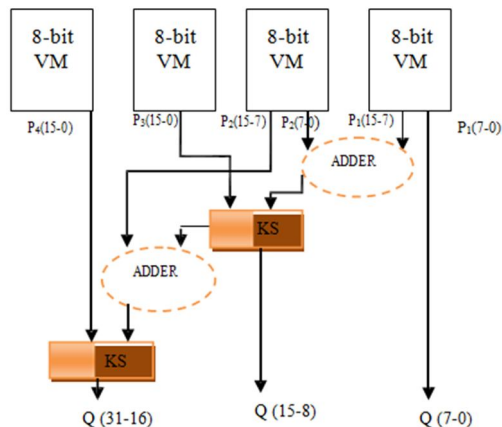 8-bit VM
8-bit VM
8-bit VM
8-bit VM
P4(15-0)
P3(15-0)
P2(15-7)
P2(7-0)
P1(15-7)
P1(7-0)
ADDER
KS
ADDER
KS
Q (31-16)
Q (15-8)
Q (7-0)